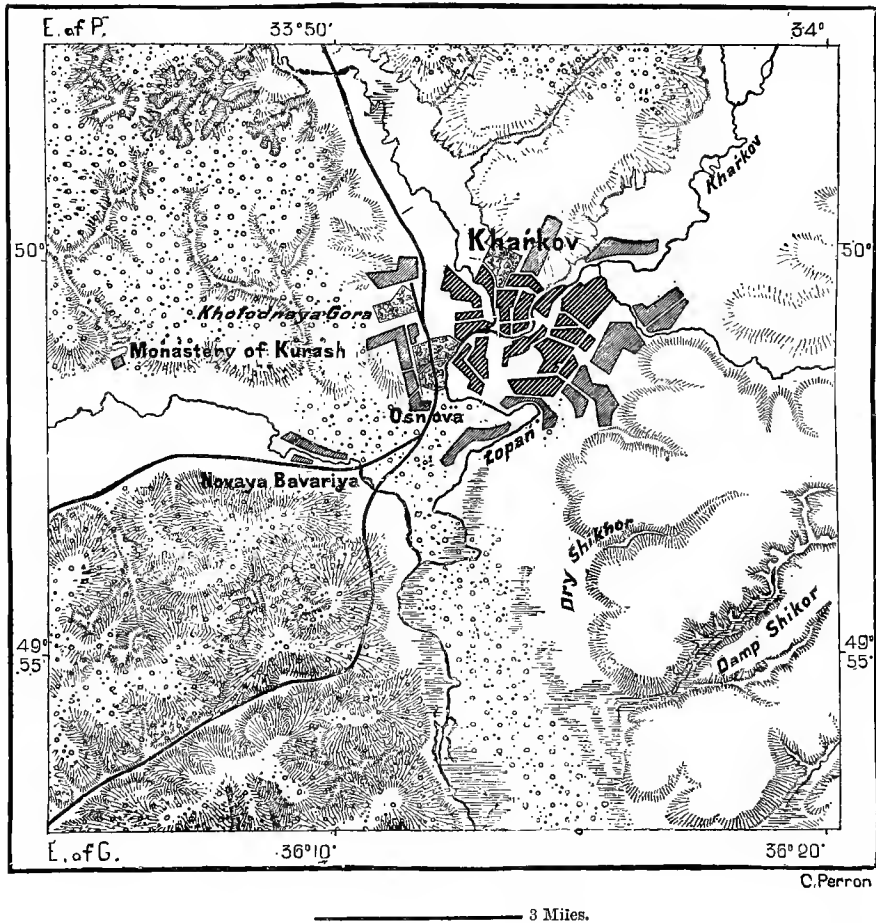 E. of P. 33°50' 34°
Kharkov
50° Kharkov 50°
Kholodnaya Gora
Monastery of Kurash
Osnova
Lopań
Novaya Bavariya
Dry Shikhor
Damp Shikor
49° 55' 49° 55'
E. of G. 36°10' 36°20'
C. Perron
3 Miles.